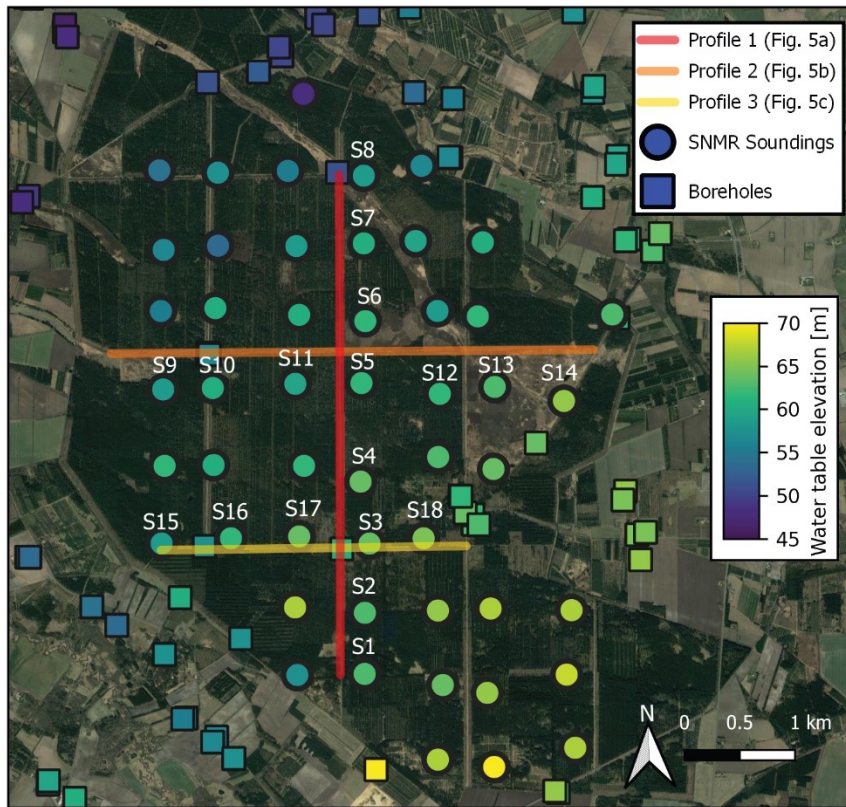 Profile 1 (Fig. 5a)
Profile 2 (Fig. 5b)
Profile 3 (Fig. 5c)
SNMR Soundings
Boreholes
S8
S7
S6
S9
S10
S11
S5
S12
S13
S14
S4
S15
S16
S17
S3
S18
S2
S1
70
65
60
55
50
45
Water table elevation [m]
N
0 0.5 1 km